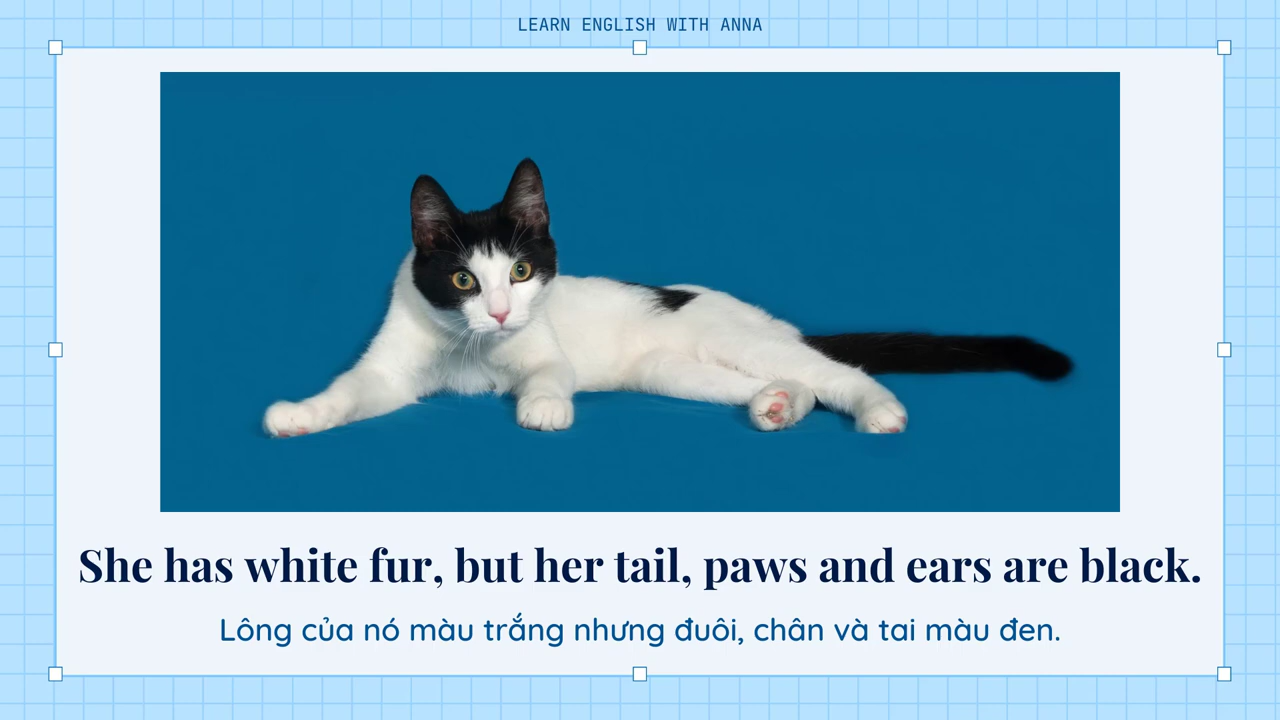 LEARN ENGLISH WITH ANNA
She has white fur, but her tail, paws and ears are black.
Lông của nó màu trắng nhưng đuôi, chân và tai màu đen.